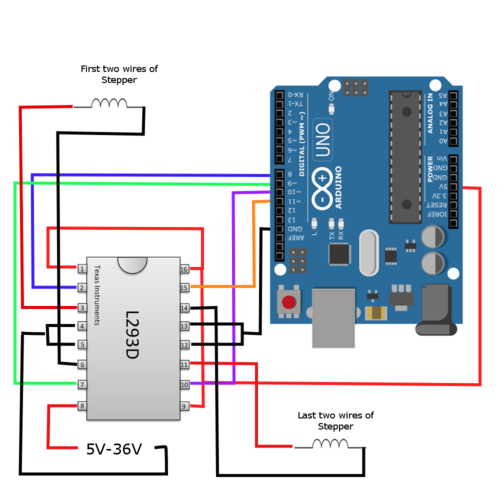 First two wires of
Stepper
RX-0
TX-1
2
~3
4
~5
~6
7
8
~9
~10
~11
12
13
GND
AREF
DIGITAL (PWM ~)
ON
UNO
ARDUINO
L
TX
RX
A5
A4
A3
A2
A1
A0
ANALOG IN
Vin
GND
GND
5V
3.3V
RESET
IOREF
POWER
1
2
3
4
5
6
7
8
16
15
14
13
12
11
10
9
Texas Instruments
L293D
5V-36V
Last two wires of
Stepper